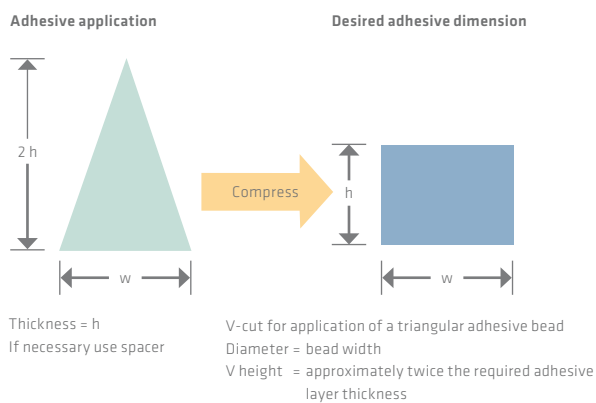 Adhesive application
Desired adhesive dimension
2 h
Compress
h
w
w
Thickness = h
If necessary use spacer
V-cut for application of a triangular adhesive bead
Diameter = bead width
V height = approximately twice the required adhesive
layer thickness